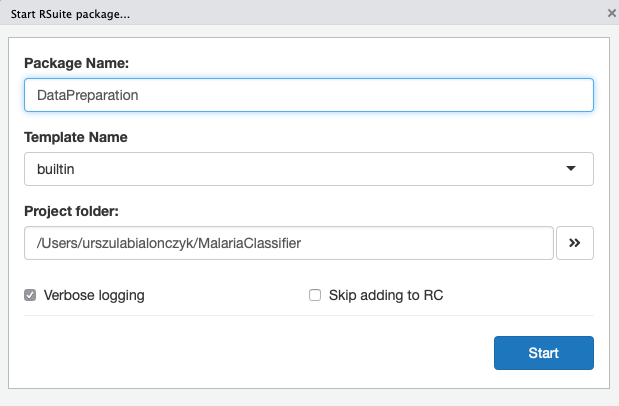 Start RSuite package...
Package Name:
DataPreparation
Template Name
builtin
Project folder:
/Users/urszulabialonczyk/MalariaClassifier
Verbose logging
Skip adding to RC
Start